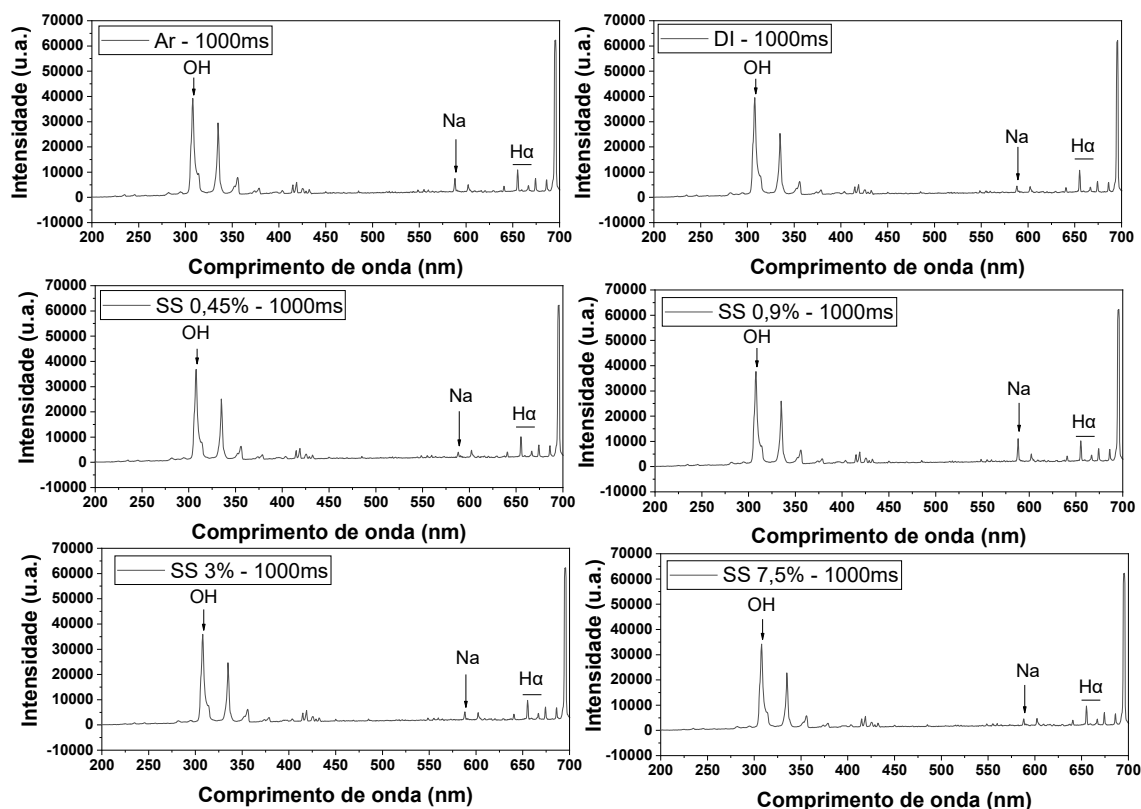 Ar - 1000ms
OH
Na
Hα
Intensidade (u.a.)
70000
60000
50000
40000
30000
20000
10000
0
-10000
200 250 300 350 400 450 500 550 600 650 700
Comprimento de onda (nm)
DI - 1000ms
OH
Na
Hα
Intensidade (u.a.)
70000
60000
50000
40000
30000
20000
10000
0
-10000
200 250 300 350 400 450 500 550 600 650 700
Comprimento de onda (nm)
SS 0,45% - 1000ms
OH
Na
Hα
Intensidade (u.a.)
70000
60000
50000
40000
30000
20000
10000
0
-10000
200 250 300 350 400 450 500 550 600 650 700
Comprimento de onda (nm)
SS 0,9% - 1000ms
OH
Na
Hα
Intensidade (u.a.)
70000
60000
50000
40000
30000
20000
10000
0
-10000
200 250 300 350 400 450 500 550 600 650 700
Comprimento de onda (nm)
SS 3% - 1000ms
OH
Na
Hα
Intensidade (u.a.)
70000
60000
50000
40000
30000
20000
10000
0
-10000
200 250 300 350 400 450 500 550 600 650 700
Comprimento de onda (nm)
SS 7,5% - 1000ms
OH
Na
Hα
Intensidade (u.a.)
70000
60000
50000
40000
30000
20000
10000
0
-10000
200 250 300 350 400 450 500 550 600 650 700
Comprimento de onda (nm)